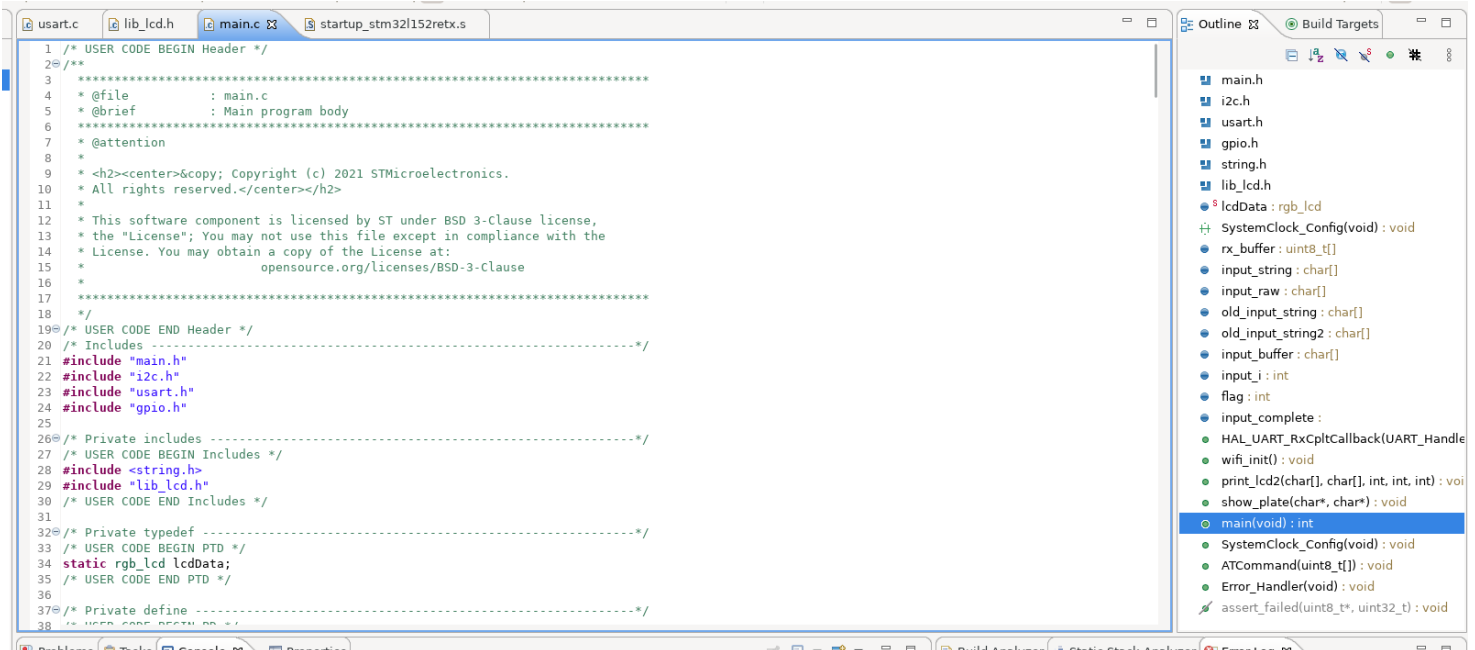 usart.c lib_lcd.h main.c startup_stm32l152retx.s
1 /* USER CODE BEGIN Header */
2 /**
3 ******************************************************************************
4 * @file : main.c
5 * @brief : Main program body
6 ******************************************************************************
7 * @attention
8 *
9 * <h2><center>&copy; Copyright (c) 2021 STMicroelectronics.
10 * All rights reserved.</center></h2>
11 *
12 * This software component is licensed by ST under BSD 3-Clause license,
13 * the "License"; You may not use this file except in compliance with the
14 * License. You may obtain a copy of the License at:
15 * opensource.org/licenses/BSD-3-Clause
16 *
17 ******************************************************************************
18 */
19 /* USER CODE END Header */
20 /* Includes ------------------------------------------------------------------*/
21 #include "main.h"
22 #include "i2c.h"
23 #include "usart.h"
24 #include "gpio.h"
25
26 /* Private includes ----------------------------------------------------------*/
27 /* USER CODE BEGIN Includes */
28 #include <string.h>
29 #include "lib_lcd.h"
30 /* USER CODE END Includes */
31
32 /* Private typedef -----------------------------------------------------------*/
33 /* USER CODE BEGIN PTD */
34 static rgb_lcd lcdData;
35 /* USER CODE END PTD */
36
37 /* Private define ------------------------------------------------------------*/
38 /* USER CODE BEGIN PD */
Outline Build Targets
main.h
i2c.h
usart.h
gpio.h
string.h
lib_lcd.h
lcdData : rgb_lcd
SystemClock_Config(void) : void
rx_buffer : uint8_t[]
input_string : char[]
input_raw : char[]
old_input_string : char[]
old_input_string2 : char[]
input_buffer : char[]
input_i : int
flag : int
input_complete :
HAL_UART_RxCpltCallback(UART_Handle
wifi_init() : void
print_lcd2(char[], char[], int, int, int) : voi
show_plate(char*, char*) : void
main(void) : int
SystemClock_Config(void) : void
ATCommand(uint8_t[]) : void
Error_Handler(void) : void
assert_failed(uint8_t*, uint32_t) : void
Problems Tasks Console Properties
Build Analyzer Static Stack Analyzer Error Log